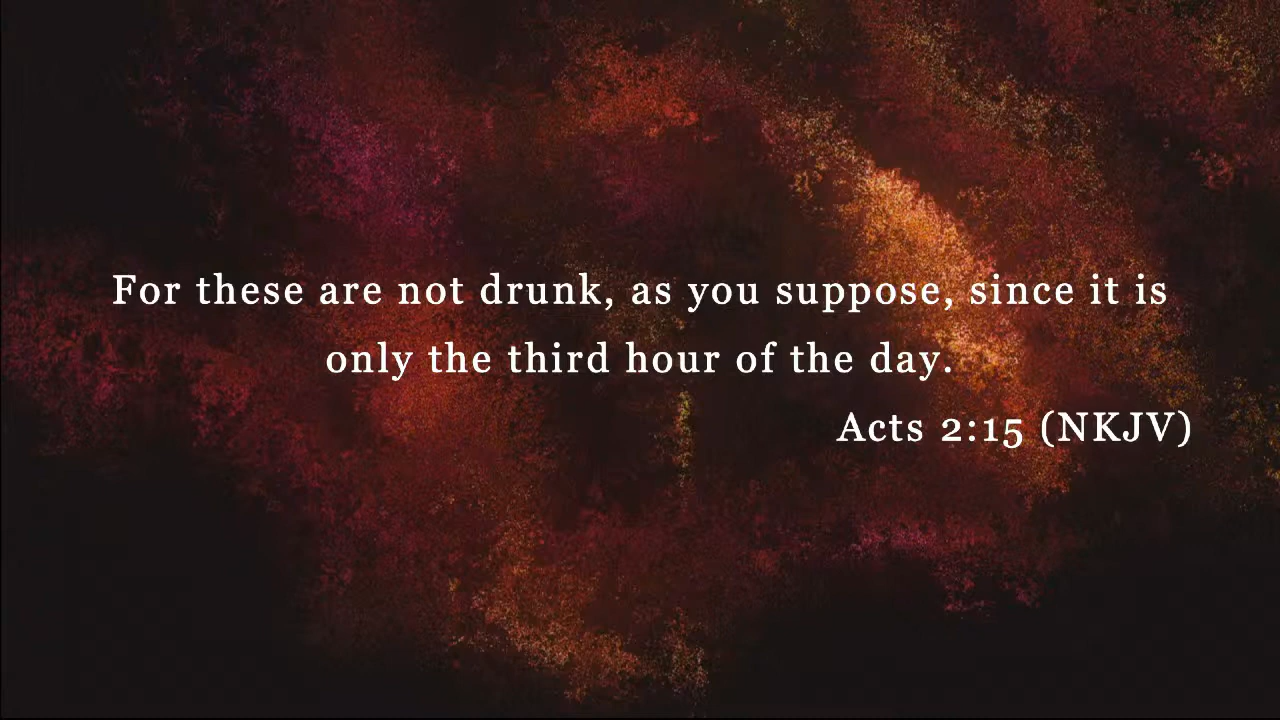 For these are not drunk, as you suppose, since it is
only the third hour of the day.
Acts 2:15 (NKJV)